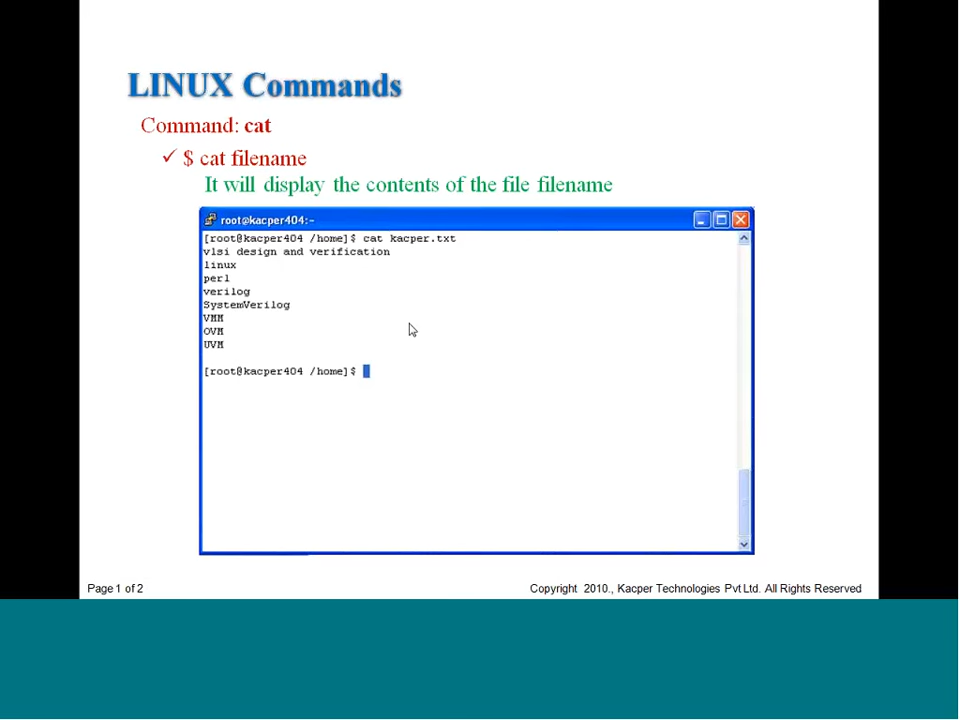 LINUX Commands
Command: cat
✓ $ cat filename
It will display the contents of the file filename
root@kacper404:~
[root@kacper404 /home]$ cat kacper.txt
vlsi design and verification
linux
perl
verilog
SystemVerilog
VMM
OVM
UVM
[root@kacper404 /home]$
Page 1 of 2
Copyright 2010., Kacper Technologies Pvt Ltd. All Rights Reserved